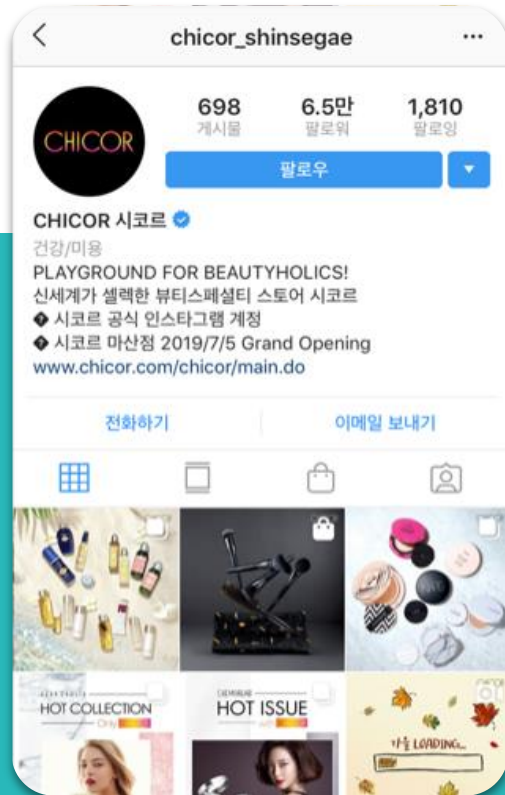 chicor_shinsegae
698 6.5만 1,810
게시물 팔로워 팔로잉
CHICOR
팔로우
CHICOR 시코르
건강/미용
PLAYGROUND FOR BEAUTYHOLICS!
신세계가 셀렉한 뷰티스페셜티 스토어 시코르
시코르 공식 인스타그램 계정
시코르 마산점 2019/7/5 Grand Opening
www.chicor.com/chicor/main.do
전화하기 이메일 보내기
HOT COLLECTION
Only
HOT ISSUE
with
가을 LOADING...